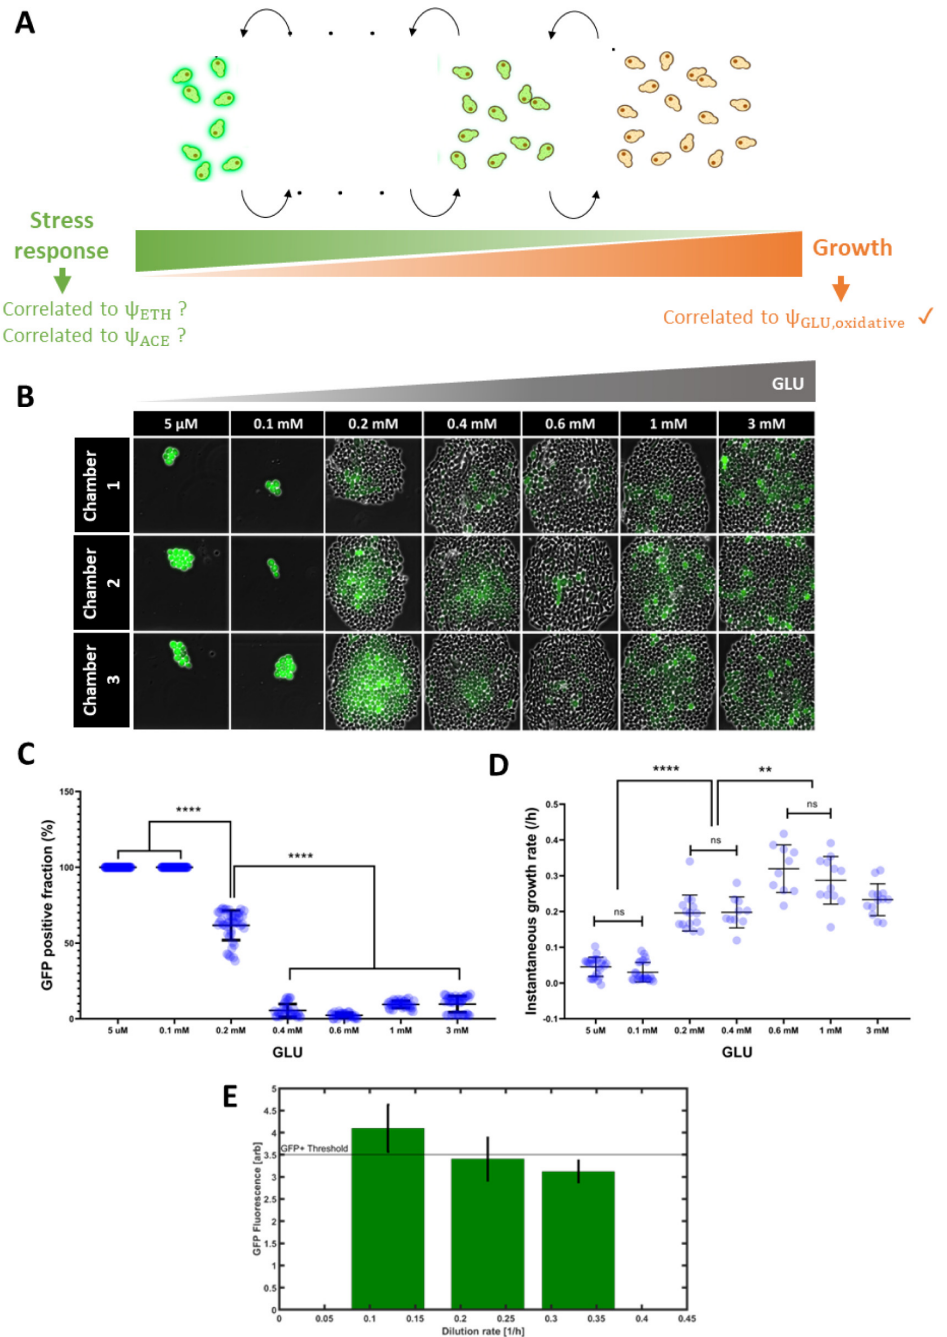 A
Stress
response
Growth
Correlated to ψETH ?
Correlated to ψACE ?
Correlated to ψGLU,oxidative ✓
B
GLU
5 µM 0.1 mM 0.2 mM 0.4 mM 0.6 mM 1 mM 3 mM
Chamber
1
Chamber
2
Chamber
3
C
GFP positive fraction (%)
150
100
50
0
****
****
5 uM 0.1 mM 0.2 mM 0.4 mM 0.6 mM 1 mM 3 mM
GLU
D
Instantaneous growth rate (/h)
0.5
0.4
0.3
0.2
0.1
0.0
-0.1
****
**
ns
ns
ns
5 uM 0.1 mM 0.2 mM 0.4 mM 0.6 mM 1 mM 3 mM
GLU
E
GFP Fluorescence [arb]
5
4.5
4
3.5
3
2.5
2
1.5
1
0.5
0
GFP+ Threshold
0 0.05 0.1 0.15 0.2 0.25 0.3 0.35 0.4 0.45
Dilution rate [1/h]